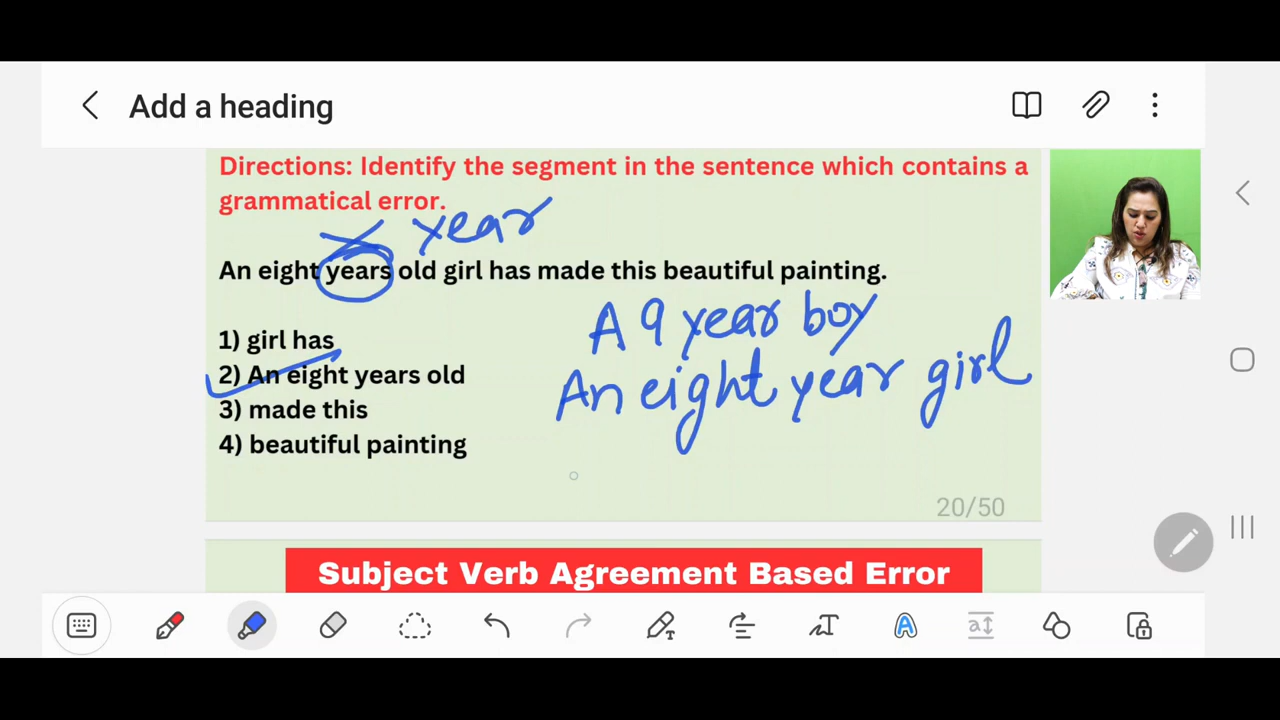 Add a heading
Directions: Identify the segment in the sentence which contains a
grammatical error.
year
An eight years old girl has made this beautiful painting.
A 9 year boy
An eight year girl
1) girl has
2) An eight years old
3) made this
4) beautiful painting
20/50
Subject Verb Agreement Based Error